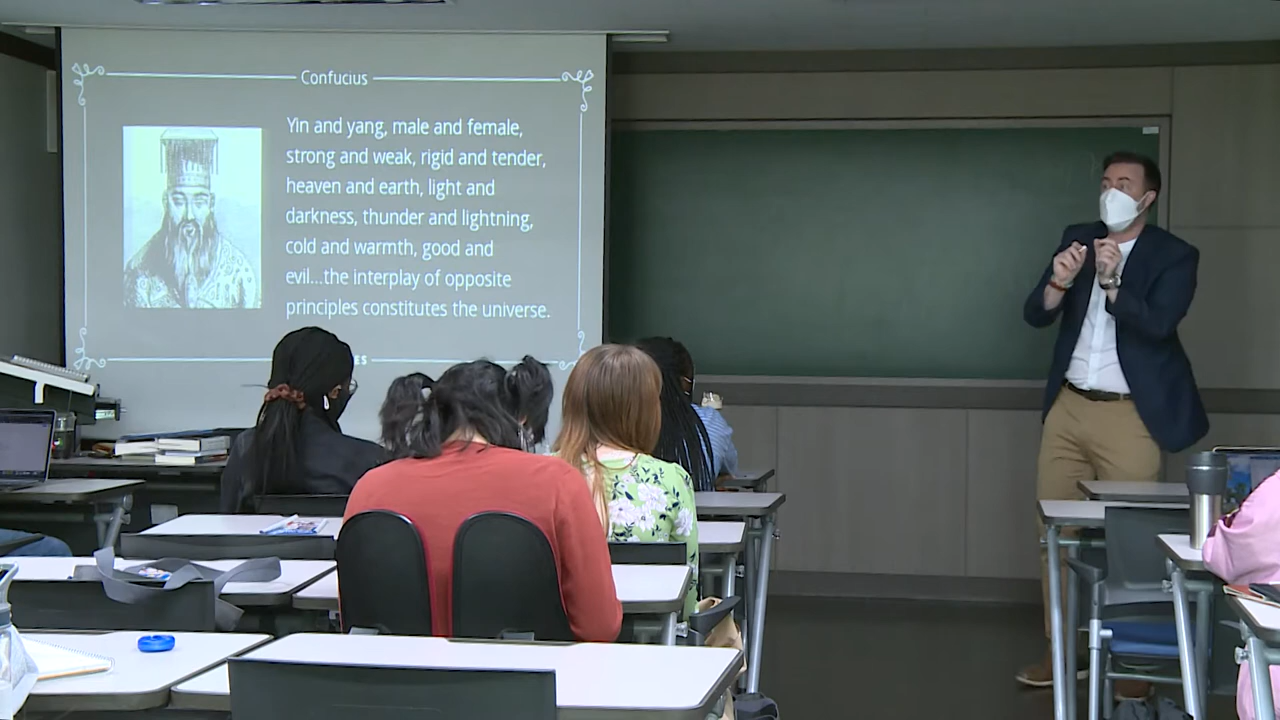 Confucius
Yin and yang, male and female,
strong and weak, rigid and tender,
heaven and earth, light and
darkness, thunder and lightning,
cold and warmth, good and
evil...the interplay of opposite
principles constitutes the universe.